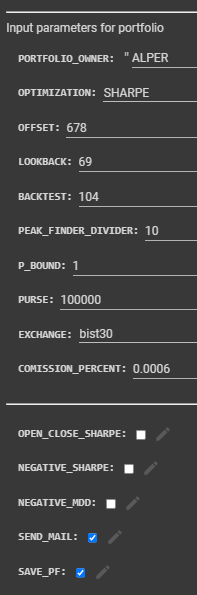 Input parameters for portfolio
PORTFOLIO_OWNER: " ALPER
OPTIMIZATION: SHARPE
OFFSET: 678
LOOKBACK: 69
BACKTEST: 104
PEAK_FINDER_DIVIDER: 10
P_BOUND: 1
PURSE: 100000
EXCHANGE: bist30
COMISSION_PERCENT: 0.0006
OPEN_CLOSE_SHARPE:
NEGATIVE_SHARPE:
NEGATIVE_MDD:
SEND_MAIL:
SAVE_PF: